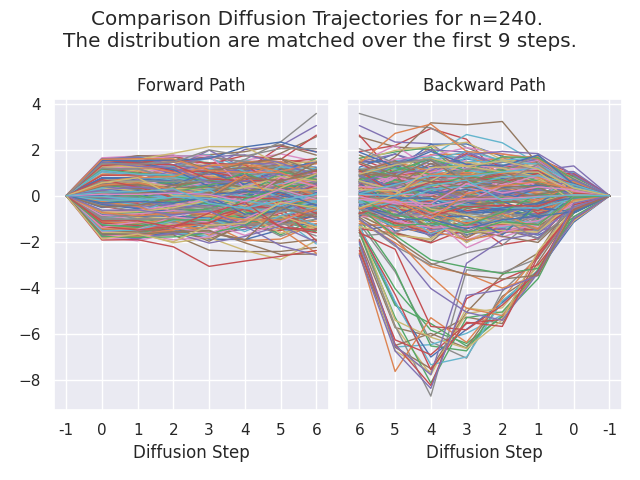 Comparison Diffusion Trajectories for n=240.
The distribution are matched over the first 9 steps.
Forward Path
Backward Path
4
2
0
−2
−4
−6
−8
-1 0 1 2 3 4 5 6
6 5 4 3 2 1 0 -1
Diffusion Step
Diffusion Step